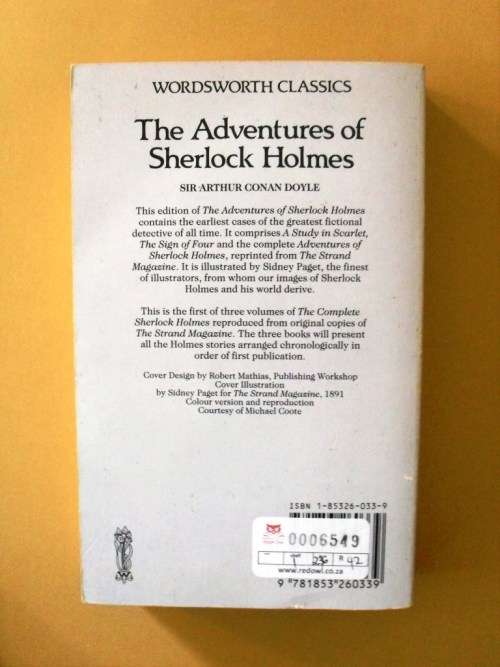 WORDSWORTH CLASSICS
The Adventures of
Sherlock Holmes
SIR ARTHUR CONAN DOYLE
This edition of The Adventures of Sherlock Holmes
contains the earliest cases of the greatest fictional
detective of all time. It comprises A Study in Scarlet,
The Sign of Four and the complete Adventures of
Sherlock Holmes, reprinted from The Strand
Magazine. It is illustrated by Sidney Paget, the finest
of illustrators, from whom our images of Sherlock
Holmes and his world derive.
This is the first of three volumes of The Complete
Sherlock Holmes reproduced from original copies of
The Strand Magazine. The three books will present
all the Holmes stories arranged chronologically in
order of first publication.
Cover Design by Robert Mathias, Publishing Workshop
Cover Illustration
by Sidney Paget for The Strand Magazine, 1891
Colour version and reproduction
Courtesy of Michael Coote
ISBN 1-85326-033-9
0006549
T R 42
www.redowl.co.za
9 781853 260339